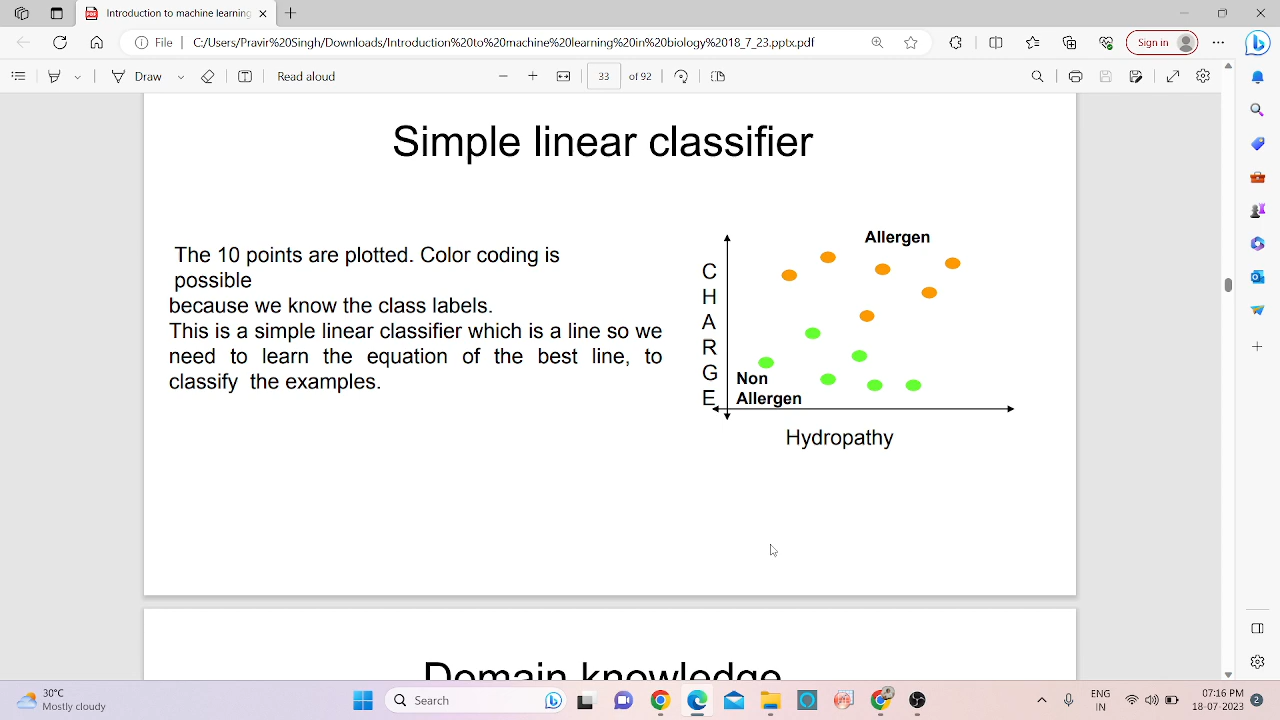 Introduction to machine learning
File
C:/Users/Pravir%20Singh/Downloads/Introduction%20to%20machine%20learning%20in%20biology%2018_7_23.pptx.pdf
Sign in
Draw
Read aloud
33
of 92
Simple linear classifier
The 10 points are plotted. Color coding is
possible
because we know the class labels.
This is a simple linear classifier which is a line so we
need to learn the equation of the best line, to
classify the examples.
Allergen
C
H
A
R
G
E
Non
Allergen
Hydropathy
Domain knowledge
30°C
Mostly cloudy
Search
ENG
IN
07:16 PM
18-07-2023
2